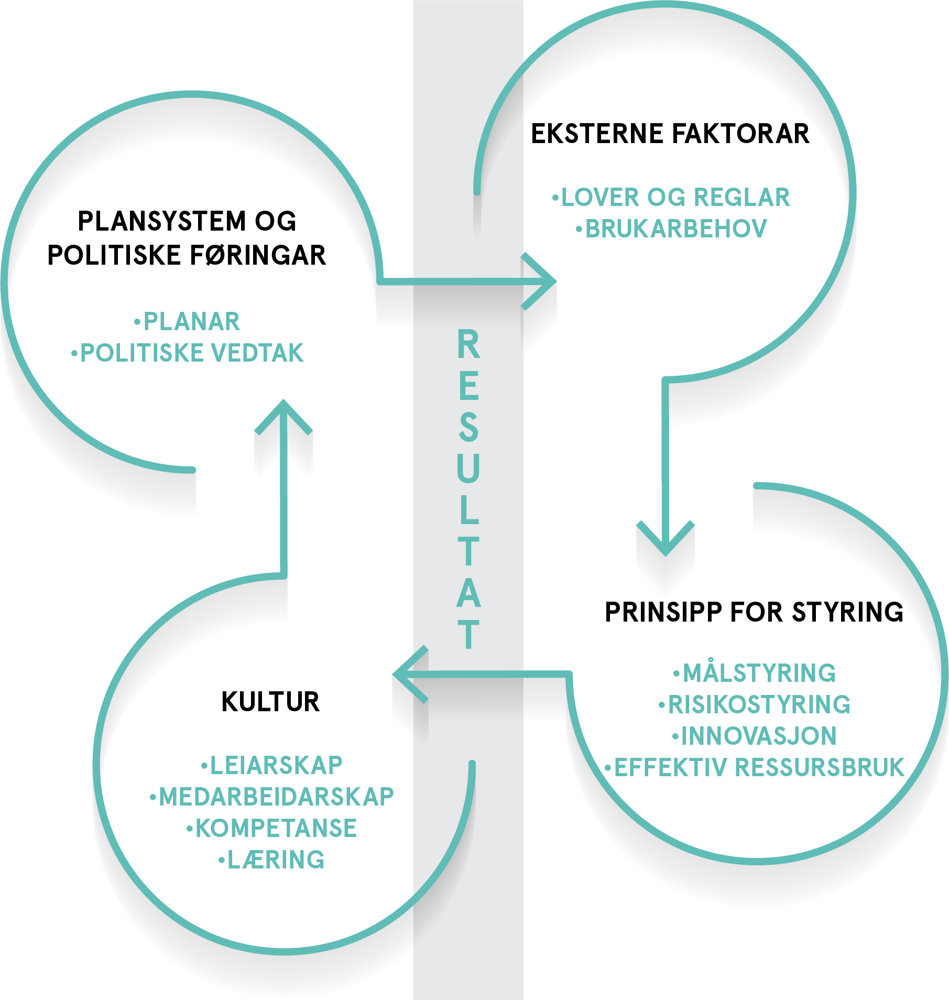 PLANSYSTEM OG
POLITISKE FØRINGAR
•PLANAR
•POLITISKE VEDTAK
EKSTERNE FAKTORAR
•LOVER OG REGLAR
•BRUKARBEHOV
RESULTAT
PRINSIPP FOR STYRING
•MÅLSTYRING
•RISIKOSTYRING
•INNOVASJON
•EFFEKTIV RESSURSBRUK
KULTUR
•LEIARSKAP
•MEDARBEIDARSKAP
•KOMPETANSE
•LÆRING